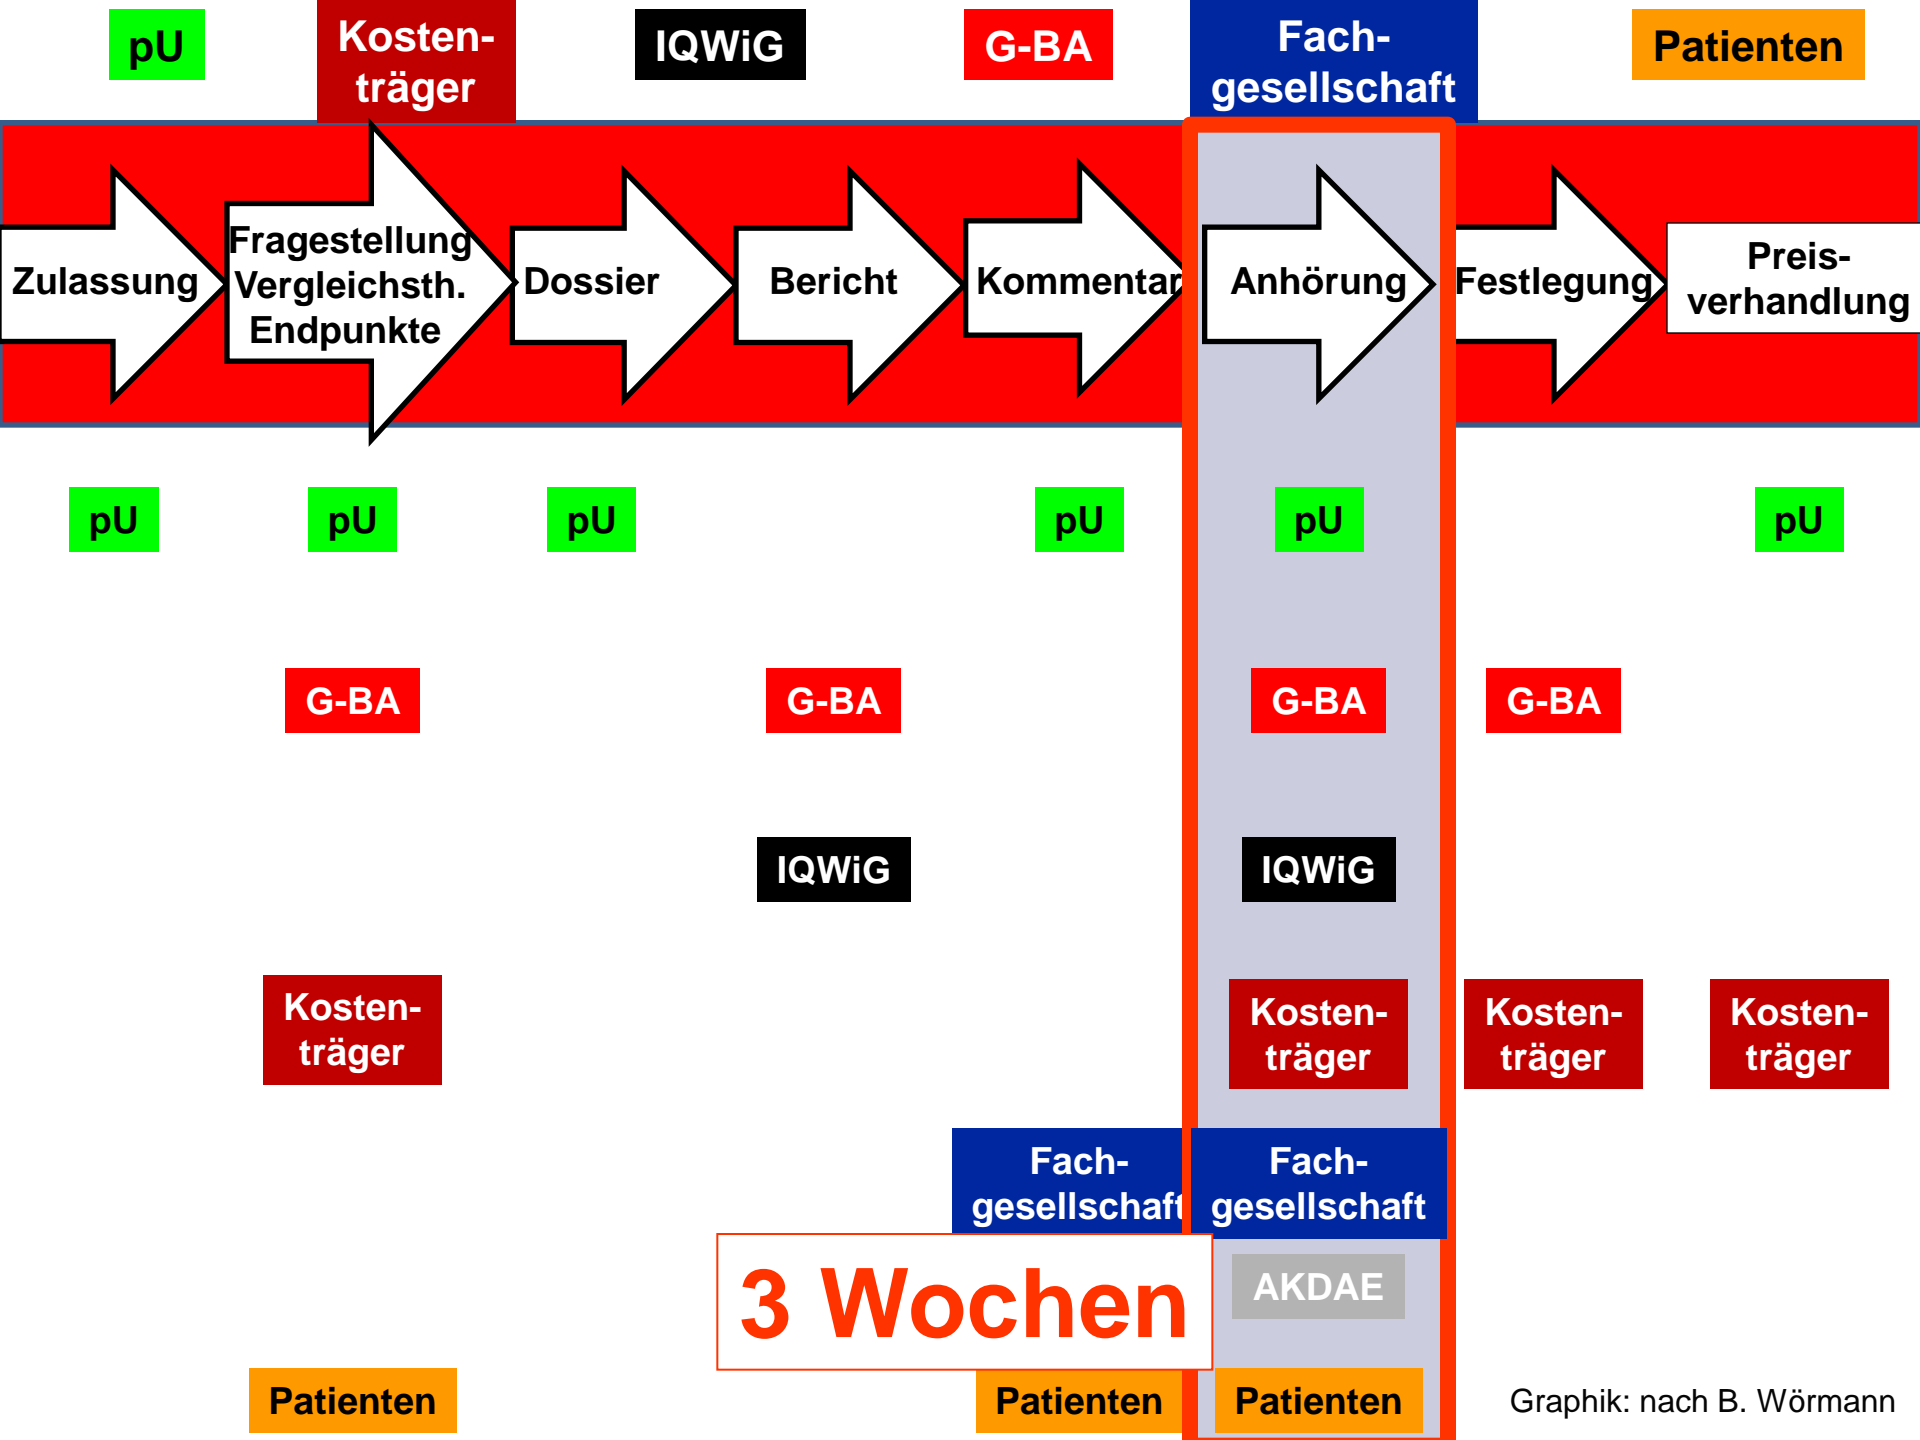 pU
Kosten-
träger
IQWiG
G-BA
Fach-
gesellschaft
Patienten
Zulassung
Fragestellung
Vergleichsth.
Endpunkte
Dossier
Bericht
Kommentar
Anhörung
Festlegung
Preis-
verhandlung
pU
pU
pU
pU
pU
pU
G-BA
G-BA
G-BA
G-BA
IQWiG
IQWiG
Kosten-
träger
Kosten-
träger
Kosten-
träger
Kosten-
träger
Fach-
gesellschaft
Fach-
gesellschaft
3 Wochen
AKDAE
Patienten
Patienten
Patienten
Graphik: nach B. Wörmann